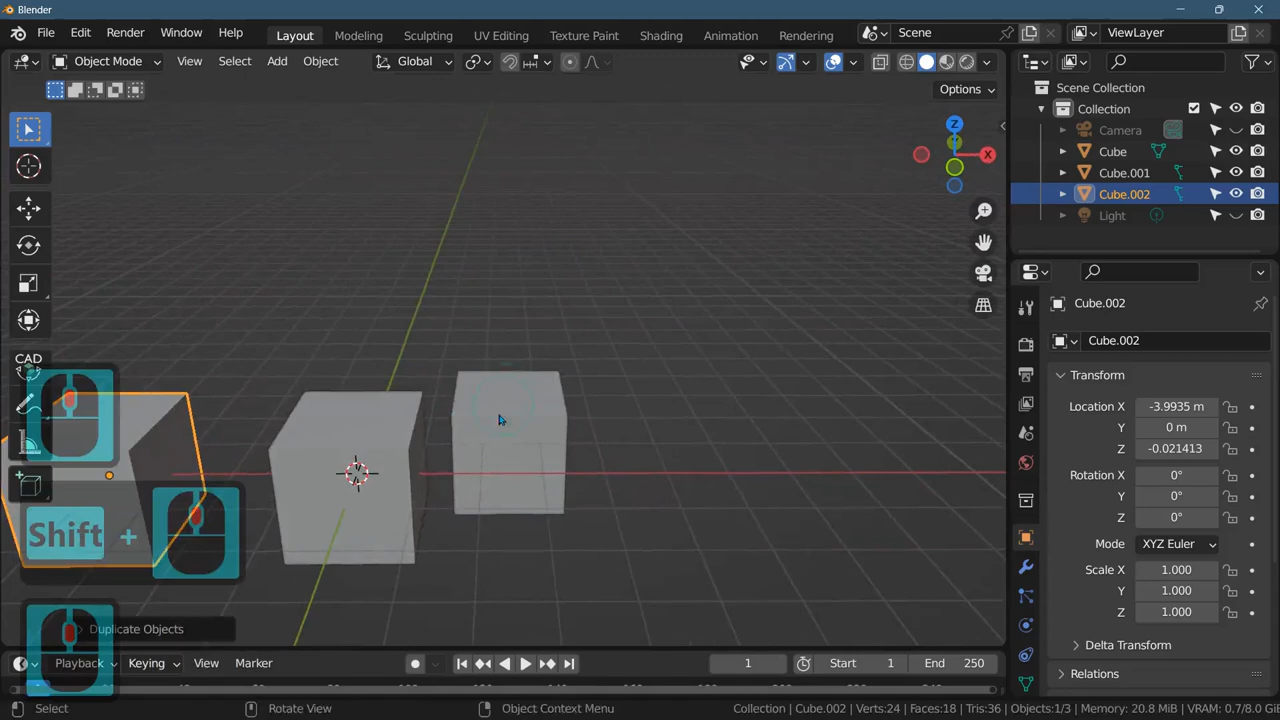 Blender
File Edit Render Window Help Layout Modeling Sculpting UV Editing Texture Paint Shading Animation Rendering Scene ViewLayer
Object Mode View Select Add Object Global
Options
Scene Collection
Collection
Camera
Cube
Cube.001
Cube.002
Light
Z
X
CAD
Shift +
Duplicate Objects
Cube.002
Cube.002
Transform
Location X -3.9935 m
Y 0 m
Z -0.021413
Rotation X 0°
Y 0°
Z 0°
Mode XYZ Euler
Scale X 1.000
Y 1.000
Z 1.000
Delta Transform
Relations
Playback Keying View Marker 1 Start 1 End 250
Select Rotate View Object Context Menu Collection | Cube.002 Verts:24 Faces:18 Tris:36 Objects:1/3 Memory: 20.8 MiB VRAM: 0.7/8.0 Gi